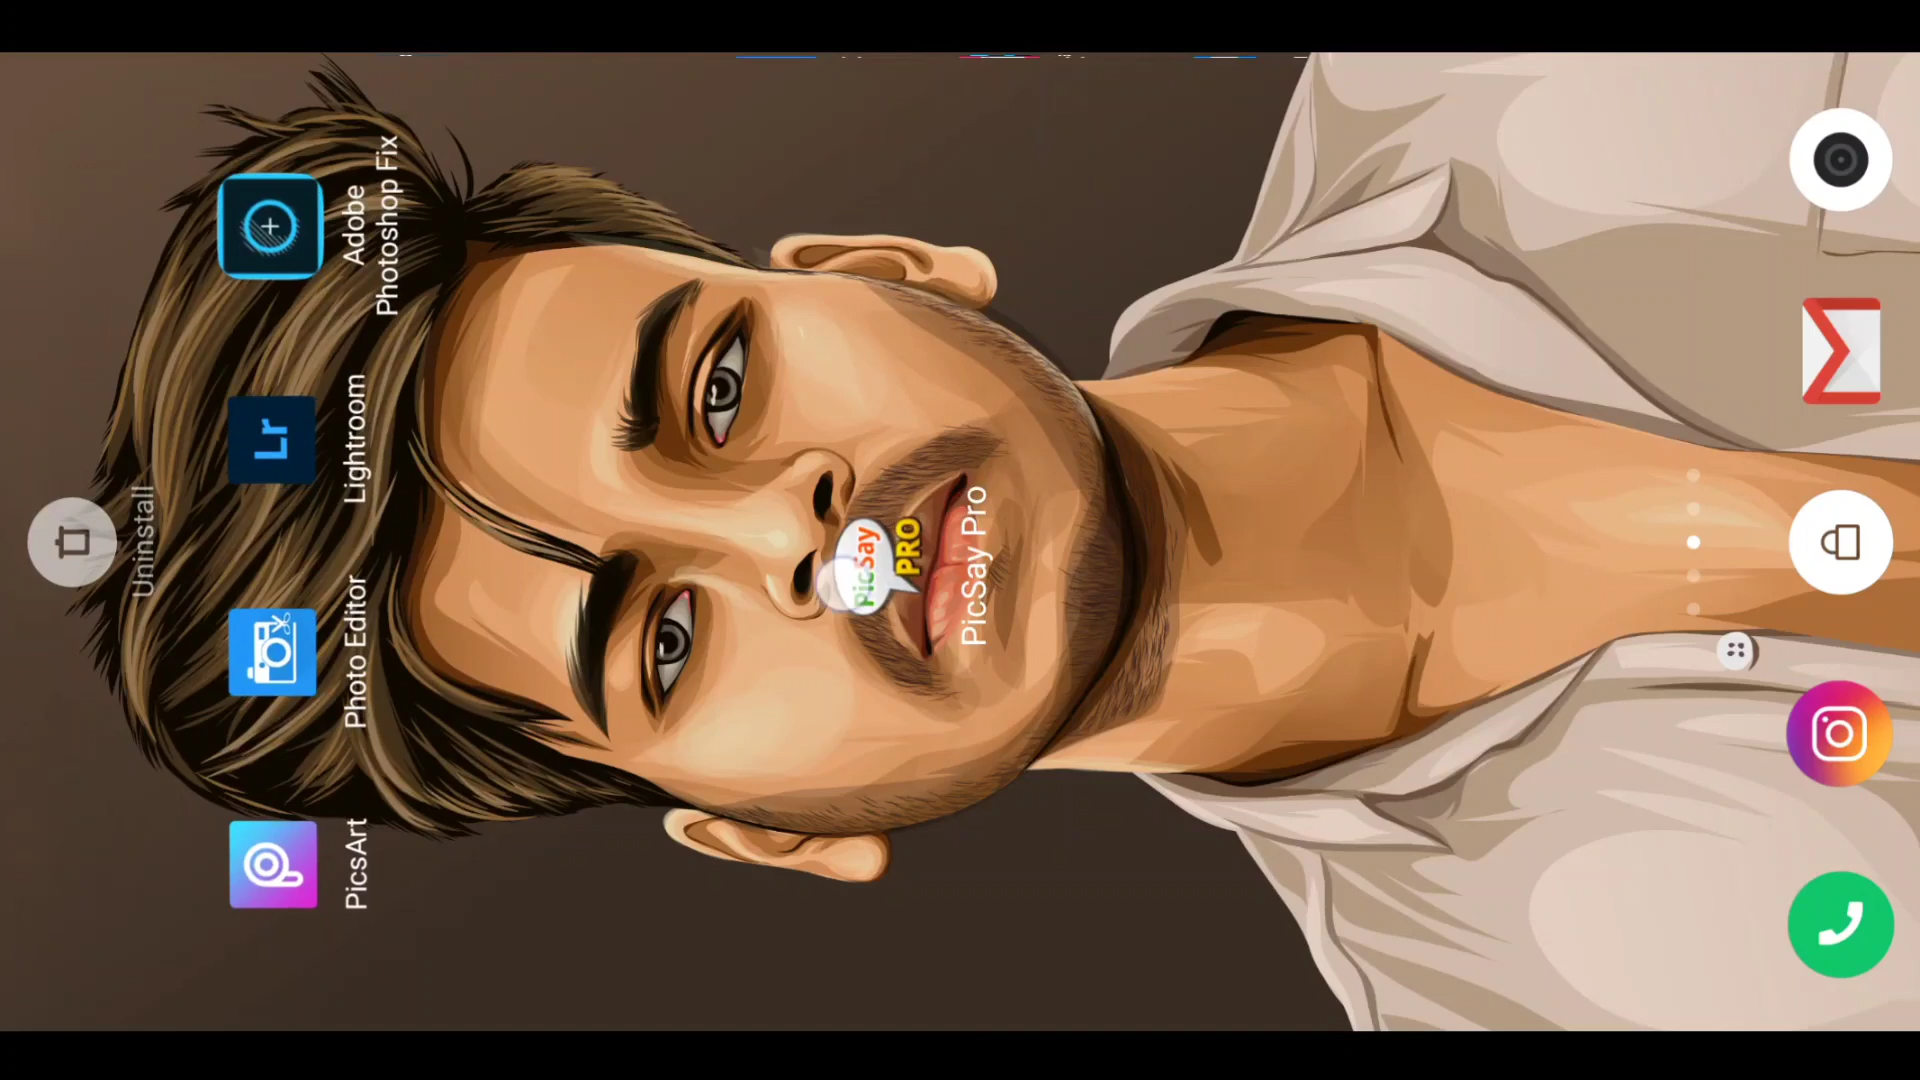 Uninstall
PicsArt
Photo Editor
Lr
Lightroom
Adobe
Photoshop Fix
PicSay
PRO
PicSay Pro